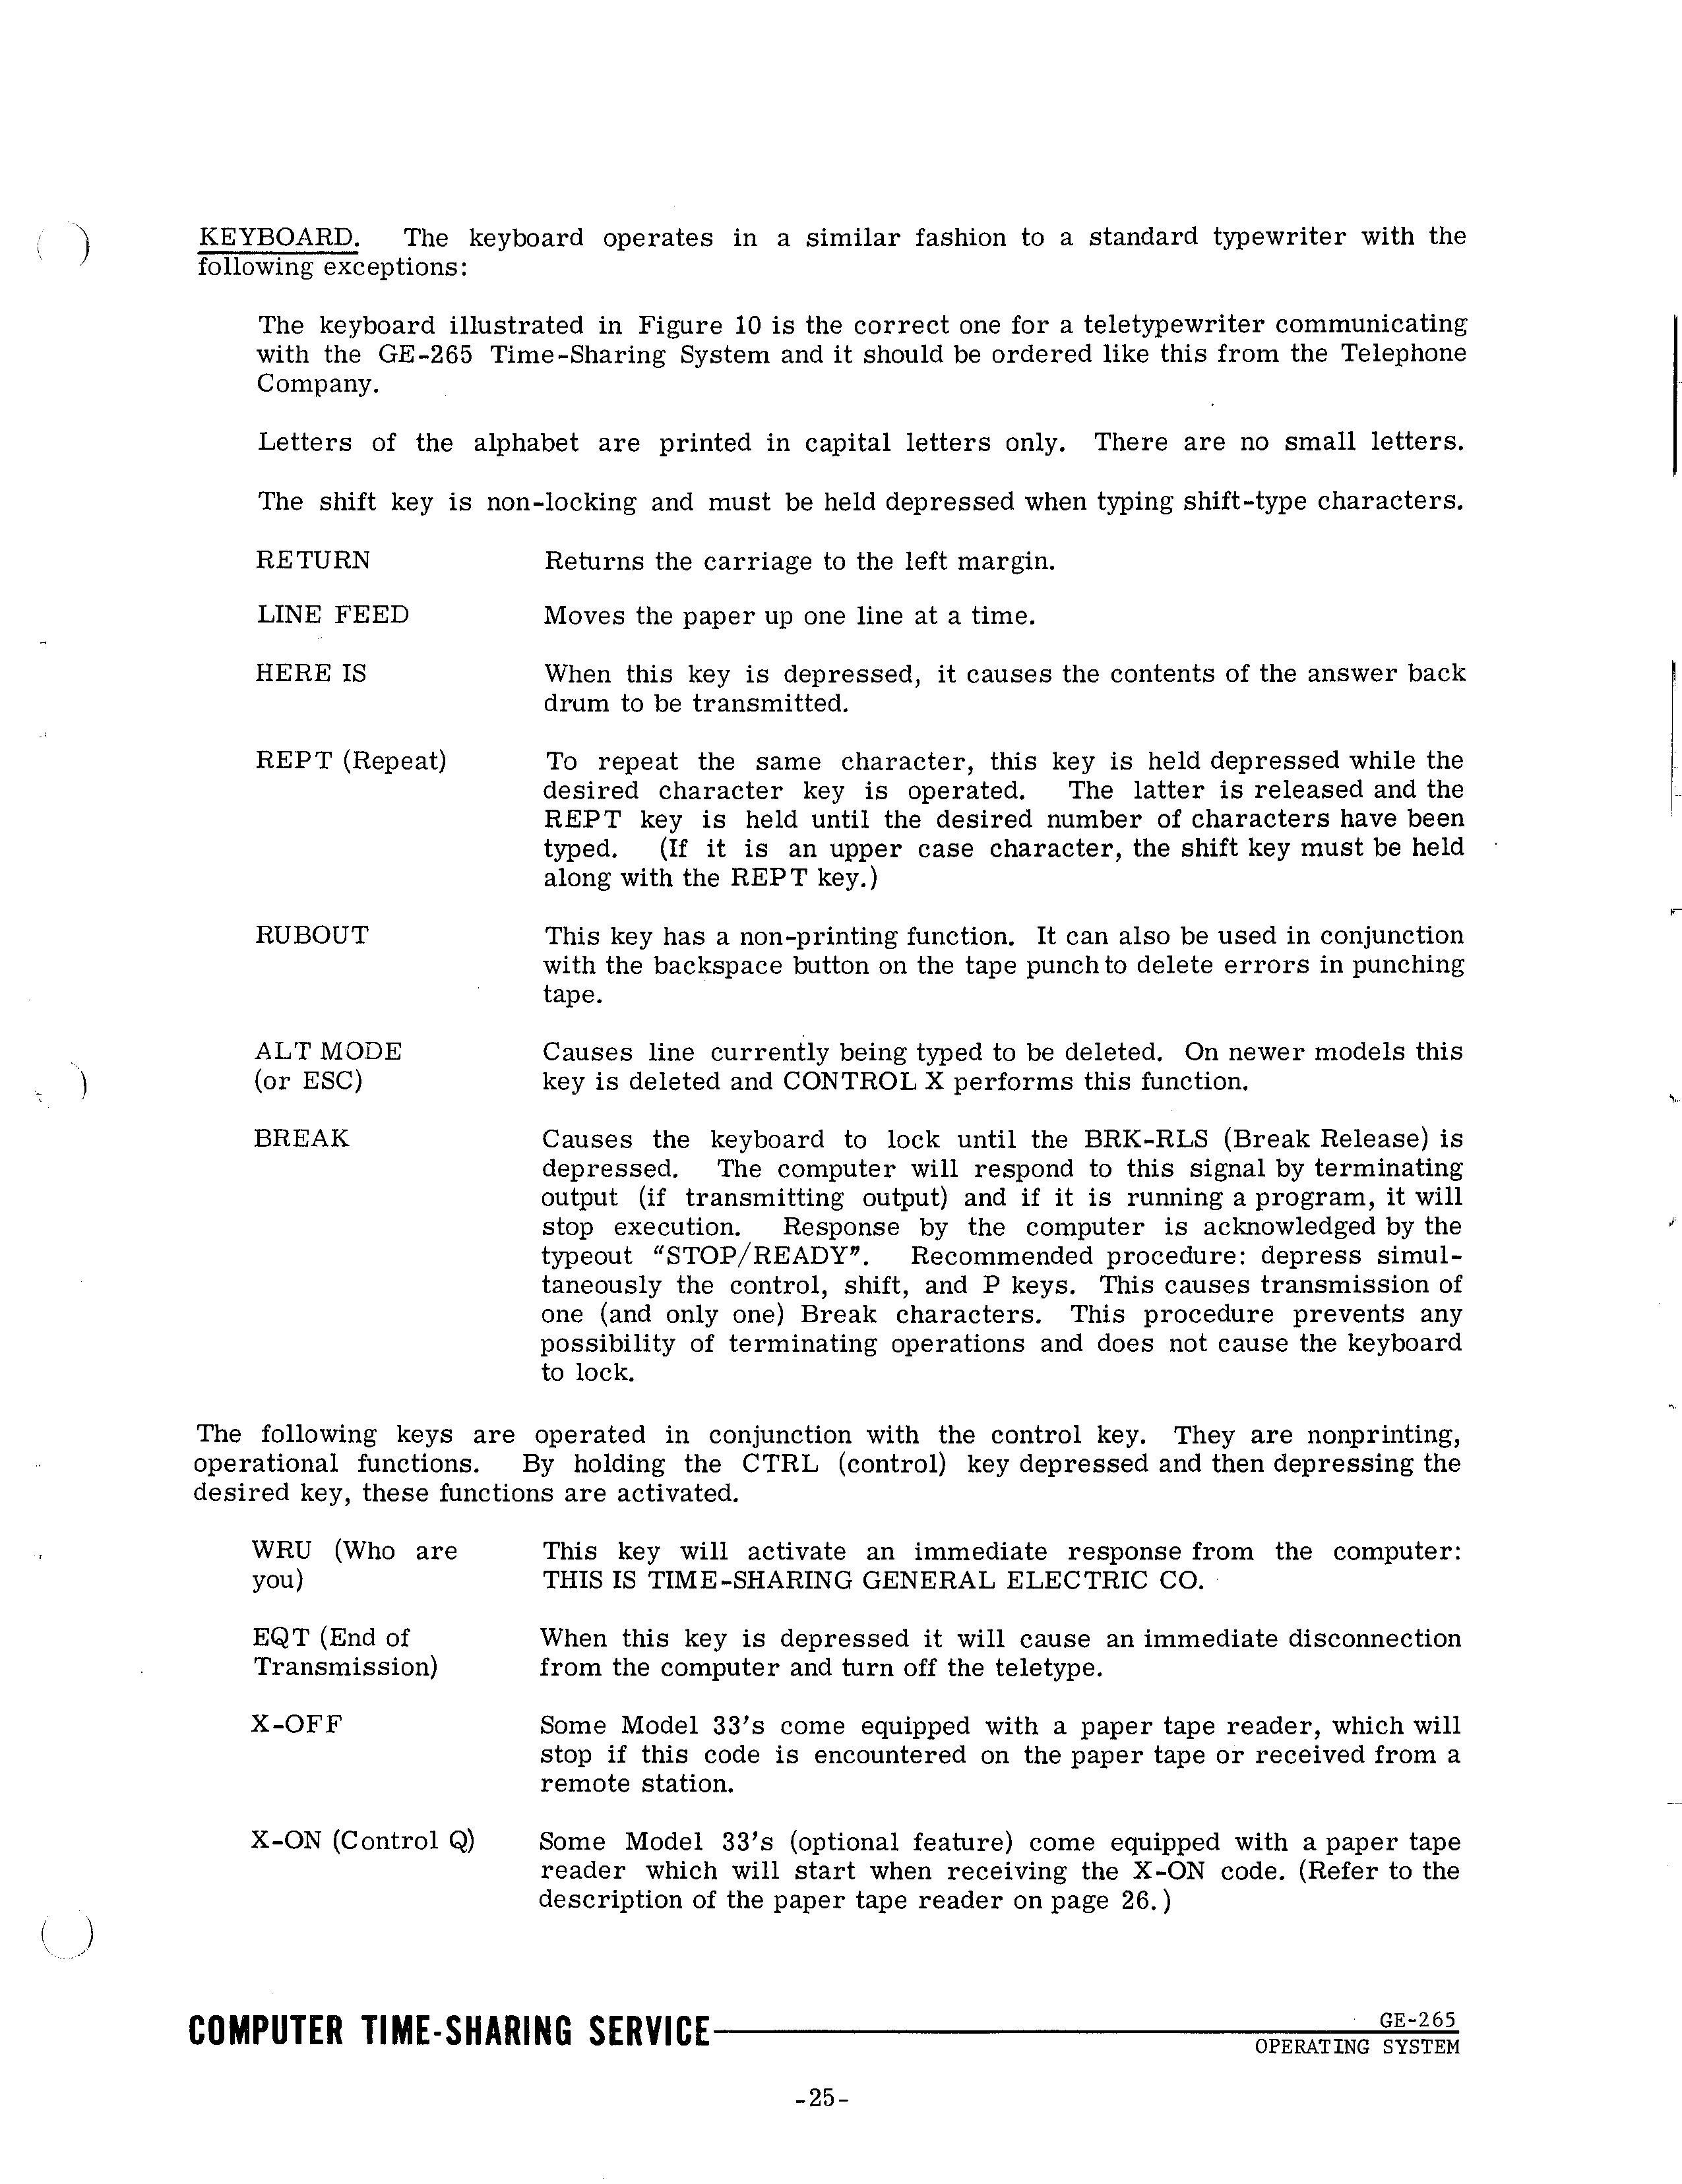 KEYBOARD. The keyboard operates in a similar fashion to a standard typewriter with the
following exceptions:
The keyboard illustrated in Figure 10 is the correct one for a teletypewriter communicating
with the GE-265 Time-Sharing System and it should be ordered like this from the Telephone
Company.
Letters of the alphabet are printed in capital letters only. There are no small letters.
The shift key is non-locking and must be held depressed when typing shift-type characters.
RETURN Returns the carriage to the left margin.
LINE FEED Moves the paper up one line at a time.
HERE IS When this key is depressed, it causes the contents of the answer back
drum to be transmitted.
REPT (Repeat) To repeat the same character, this key is held depressed while the
desired character key is operated. The latter is released and the
REPT key is held until the desired number of characters have been
typed. (If it is an upper case character, the shift key must be held
along with the REPT key.)
RUBOUT This key has a non-printing function. It can also be used in conjunction
with the backspace button on the tape punch to delete errors in punching
tape.
ALT MODE Causes line currently being typed to be deleted. On newer models this
(or ESC) key is deleted and CONTROL X performs this function.
BREAK Causes the keyboard to lock until the BRK-RLS (Break Release) is
depressed. The computer will respond to this signal by terminating
output (if transmitting output) and if it is running a program, it will
stop execution. Response by the computer is acknowledged by the
typeout "STOP/READY". Recommended procedure: depress simul-
taneously the control, shift, and P keys. This causes transmission of
one (and only one) Break characters. This procedure prevents any
possibility of terminating operations and does not cause the keyboard
to lock.
The following keys are operated in conjunction with the control key. They are nonprinting,
operational functions. By holding the CTRL (control) key depressed and then depressing the
desired key, these functions are activated.
WRU (Who are This key will activate an immediate response from the computer:
you) THIS IS TIME-SHARING GENERAL ELECTRIC CO.
EQT (End of When this key is depressed it will cause an immediate disconnection
Transmission) from the computer and turn off the teletype.
X-OFF Some Model 33's come equipped with a paper tape reader, which will
stop if this code is encountered on the paper tape or received from a
remote station.
X-ON (Control Q) Some Model 33's (optional feature) come equipped with a paper tape
reader which will start when receiving the X-ON code. (Refer to the
description of the paper tape reader on page 26.)
COMPUTER TIME-SHARING SERVICE GE-265
OPERATING SYSTEM
-25-